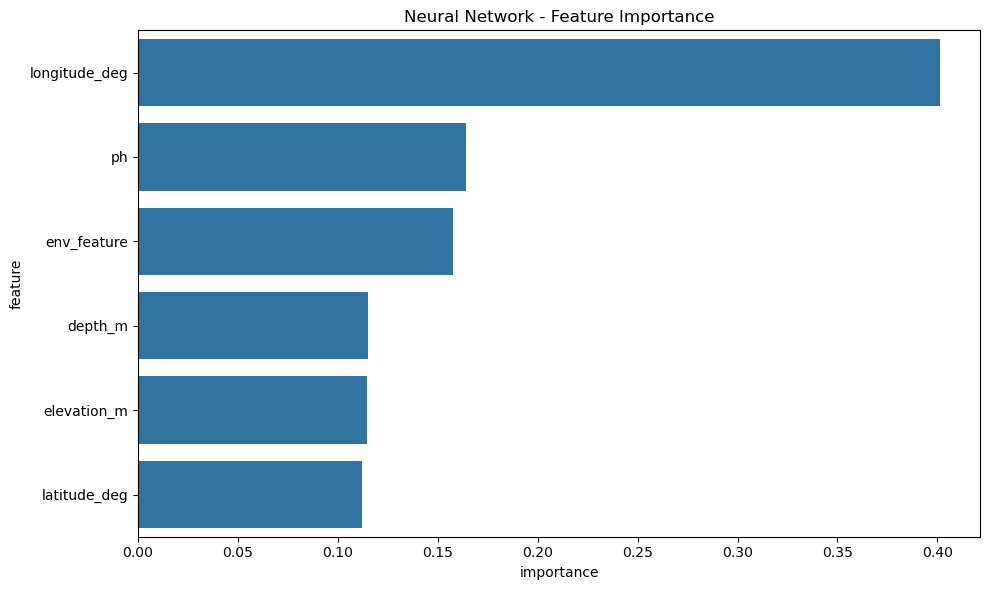 Neural Network - Feature Importance
longitude_deg
ph
env_feature
depth_m
elevation_m
latitude_deg
feature
0.00 0.05 0.10 0.15 0.20 0.25 0.30 0.35 0.40
importance